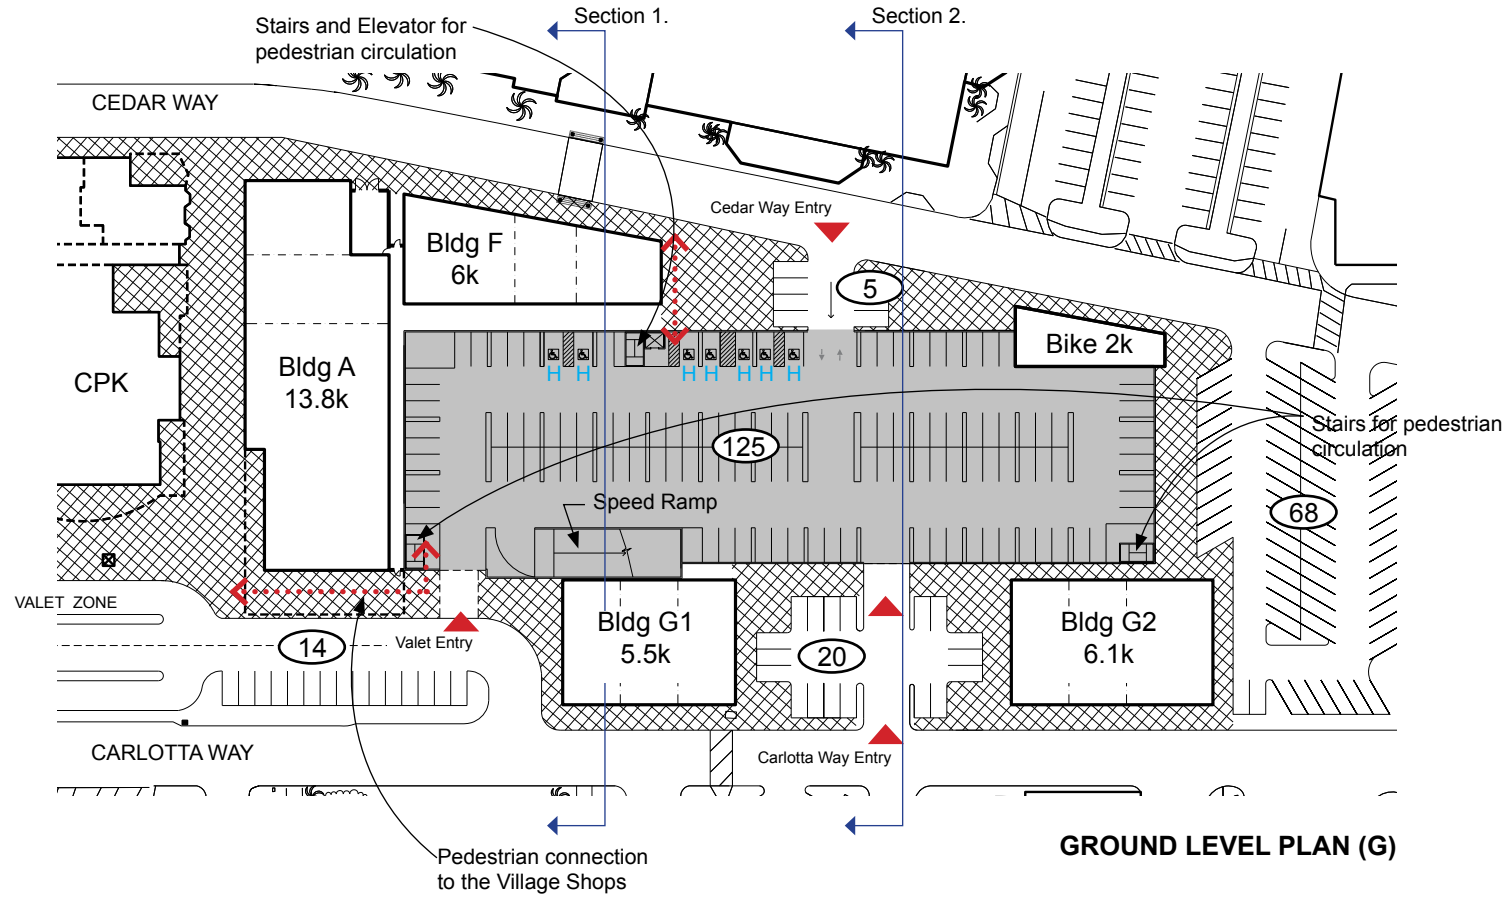 Section 1.
Section 2.
Stairs and Elevator for
pedestrian circulation
CEDAR WAY
Cedar Way Entry
Bldg F
6k
5
Bike 2k
Bldg A
13.8k
CPK
H
H
H
H
H
H
H
125
Stairs for pedestrian
circulation
Speed Ramp
68
VALET ZONE
14
Valet Entry
Bldg G1
5.5k
20
Bldg G2
6.1k
CARLOTTA WAY
Carlotta Way Entry
GROUND LEVEL PLAN (G)
Pedestrian connection
to the Village Shops